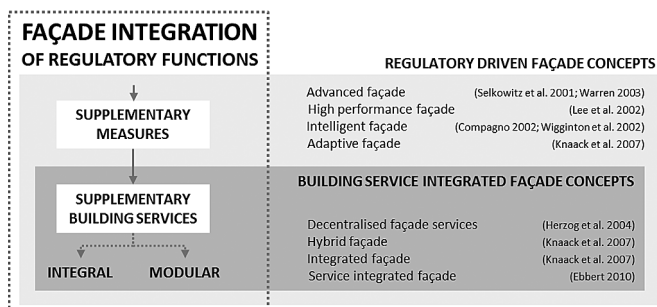 FAÇADE INTEGRATION
OF REGULATORY FUNCTIONS
SUPPLEMENTARY
MEASURES
SUPPLEMENTARY
BUILDING SERVICES
INTEGRAL MODULAR
REGULATORY DRIVEN FAÇADE CONCEPTS
Advanced façade (Selkowitz et al. 2001; Warren 2003)
High performance façade (Lee et al. 2002)
Intelligent façade (Compagno 2002; Wigginton et al. 2002)
Adaptive façade (Knaack et al. 2007)
BUILDING SERVICE INTEGRATED FAÇADE CONCEPTS
Decentralised façade services (Herzog et al. 2004)
Hybrid façade (Knaack et al. 2007)
Integrated façade (Knaack et al. 2007)
Service integrated façade (Ebbert 2010)